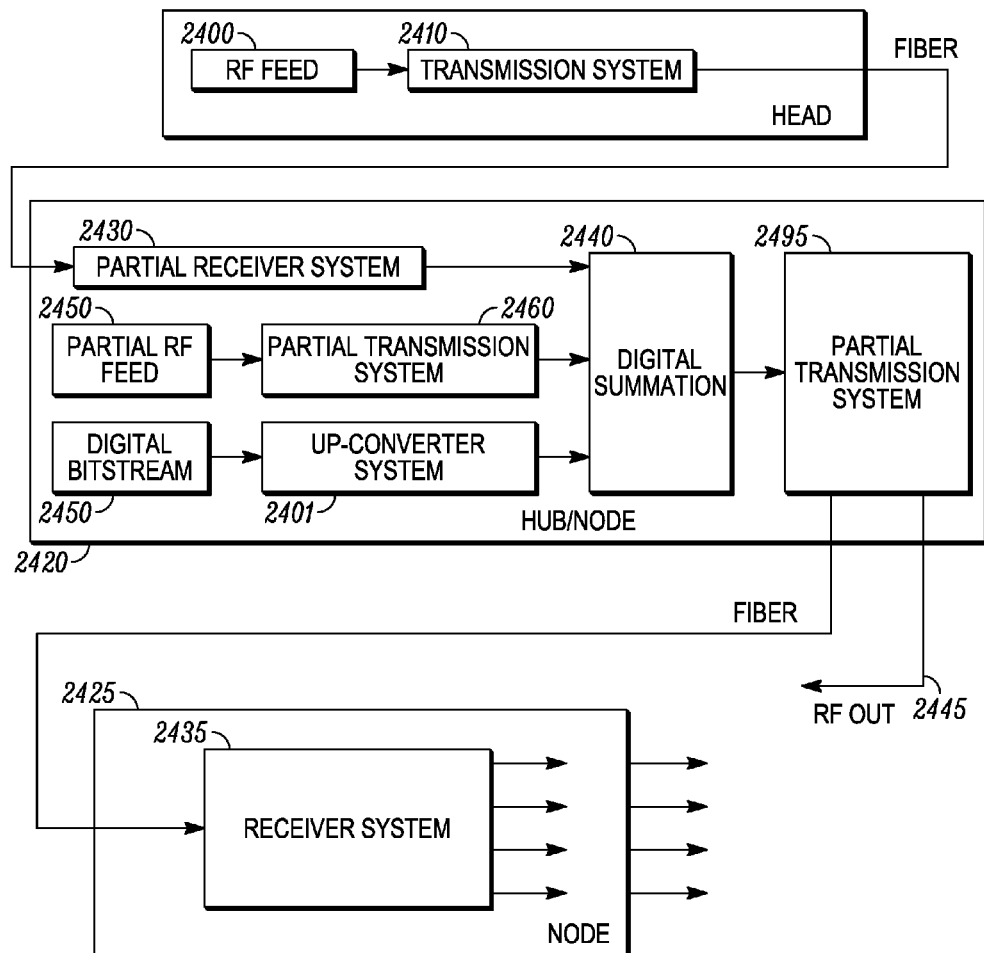 2400
RF FEED
2410
TRANSMISSION SYSTEM
FIBER
HEAD
2430
PARTIAL RECEIVER SYSTEM
2440
DIGITAL
SUMMATION
2495
PARTIAL
TRANSMISSION
SYSTEM
2450
PARTIAL RF
FEED
2460
PARTIAL TRANSMISSION
SYSTEM
DIGITAL
BITSTREAM
2450
UP-CONVERTER
SYSTEM
2401
HUB/NODE
2420
FIBER
RF OUT
2445
2425
2435
RECEIVER SYSTEM
NODE